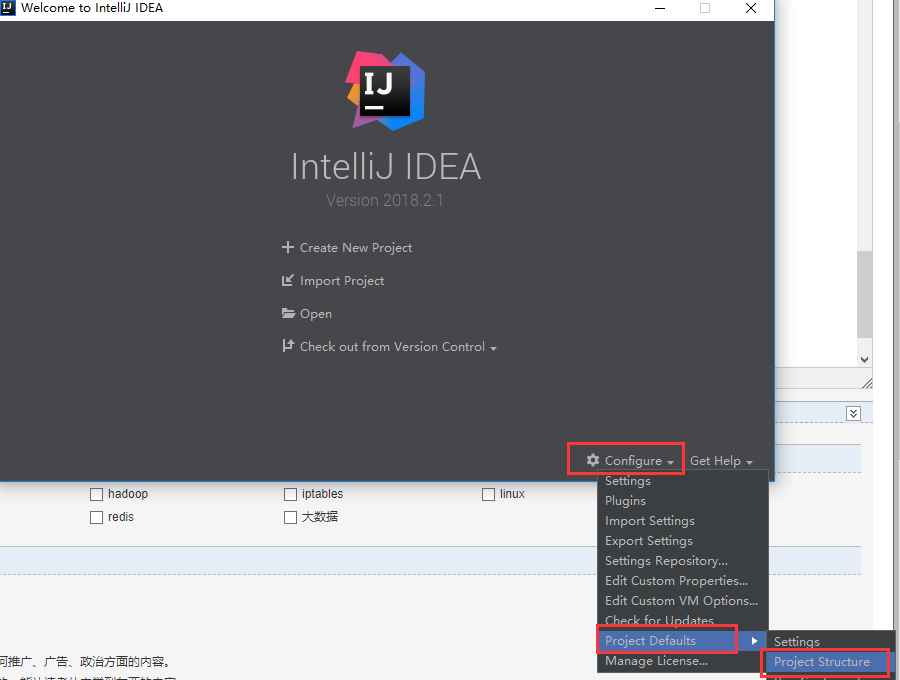 IJ Welcome to IntelliJ IDEA
IJ
IntelliJ IDEA
Version 2018.2.1
Create New Project
Import Project
Open
Check out from Version Control
Configure
Get Help
Settings
Plugins
Import Settings
Export Settings
Settings Repository...
Edit Custom Properties...
Edit Custom VM Options...
Check for Updates
Project Defaults
Manage License...
Settings
Project Structure
hadoop
iptables
linux
redis
大数据
何推广、广告、政治方面的内容。